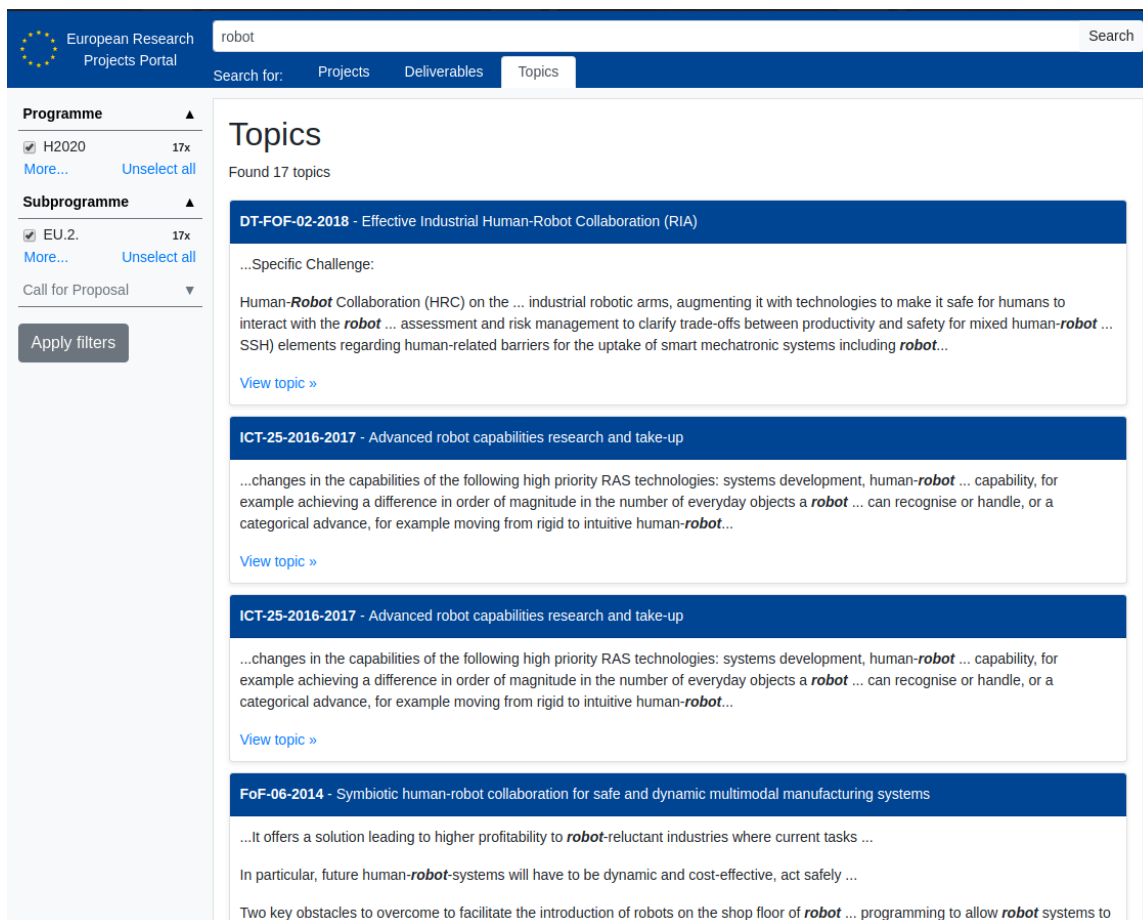 European Research
Projects Portal
robot
Search
Search for:
Projects
Deliverables
Topics
Programme ▲
H2020 17x
More... Unselect all
Subprogramme ▲
EU.2. 17x
More... Unselect all
Call for Proposal ▼
Apply filters
Topics
Found 17 topics
DT-FOF-02-2018 - Effective Industrial Human-Robot Collaboration (RIA)
...Specific Challenge:
Human-Robot Collaboration (HRC) on the ... industrial robotic arms, augmenting it with technologies to make it safe for humans to
interact with the robot ... assessment and risk management to clarify trade-offs between productivity and safety for mixed human-robot ...
SSH) elements regarding human-related barriers for the uptake of smart mechatronic systems including robot...
View topic »
ICT-25-2016-2017 - Advanced robot capabilities research and take-up
...changes in the capabilities of the following high priority RAS technologies: systems development, human-robot ... capability, for
example achieving a difference in order of magnitude in the number of everyday objects a robot ... can recognise or handle, or a
categorical advance, for example moving from rigid to intuitive human-robot...
View topic »
ICT-25-2016-2017 - Advanced robot capabilities research and take-up
...changes in the capabilities of the following high priority RAS technologies: systems development, human-robot ... capability, for
example achieving a difference in order of magnitude in the number of everyday objects a robot ... can recognise or handle, or a
categorical advance, for example moving from rigid to intuitive human-robot...
View topic »
FoF-06-2014 - Symbiotic human-robot collaboration for safe and dynamic multimodal manufacturing systems
...It offers a solution leading to higher profitability to robot-reluctant industries where current tasks ...
In particular, future human-robot-systems will have to be dynamic and cost-effective, act safely ...
Two key obstacles to overcome to facilitate the introduction of robots on the shop floor of robot ... programming to allow robot systems to